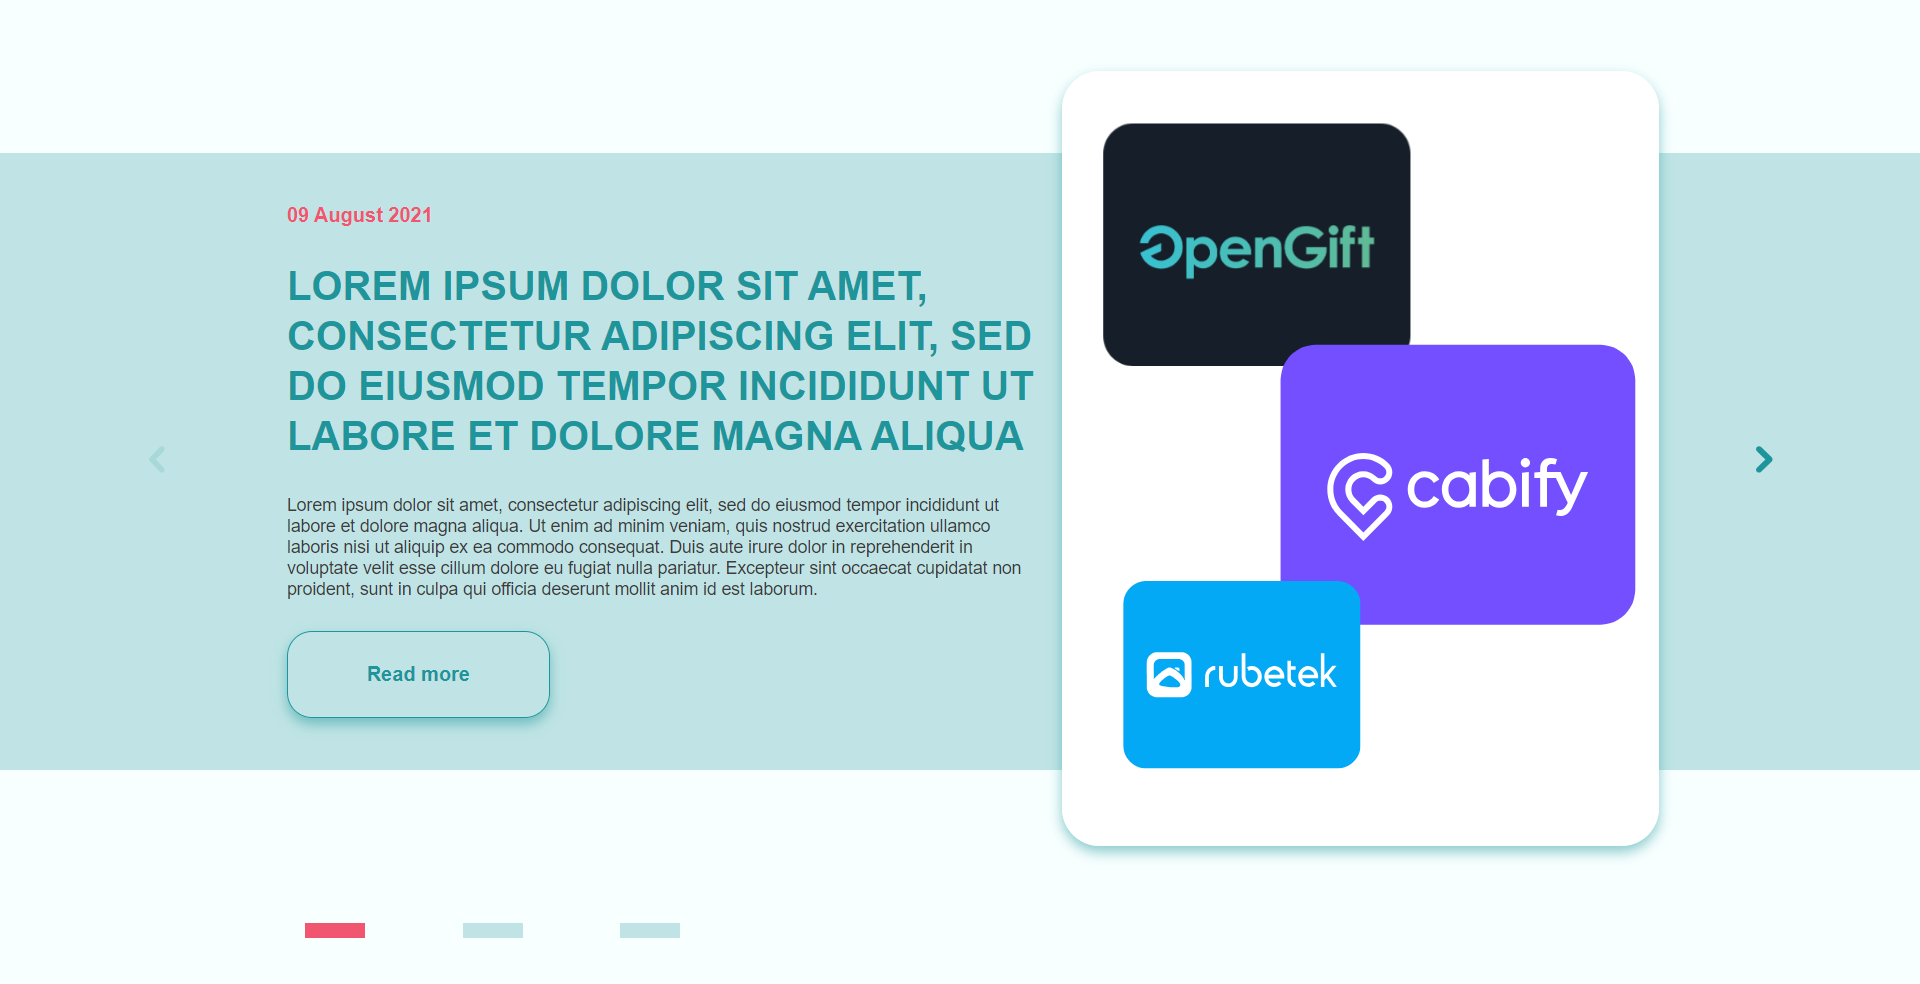 09 August 2021
LOREM IPSUM DOLOR SIT AMET,
CONSECTETUR ADIPISCING ELIT, SED
DO EIUSMOD TEMPOR INCIDIDUNT UT
LABORE ET DOLORE MAGNA ALIQUA
Lorem ipsum dolor sit amet, consectetur adipiscing elit, sed do eiusmod tempor incididunt ut
labore et dolore magna aliqua. Ut enim ad minim veniam, quis nostrud exercitation ullamco
laboris nisi ut aliquip ex ea commodo consequat. Duis aute irure dolor in reprehenderit in
voluptate velit esse cillum dolore eu fugiat nulla pariatur. Excepteur sint occaecat cupidatat non
proident, sunt in culpa qui officia deserunt mollit anim id est laborum.
Read more
OpenGift
cabify
rubetek